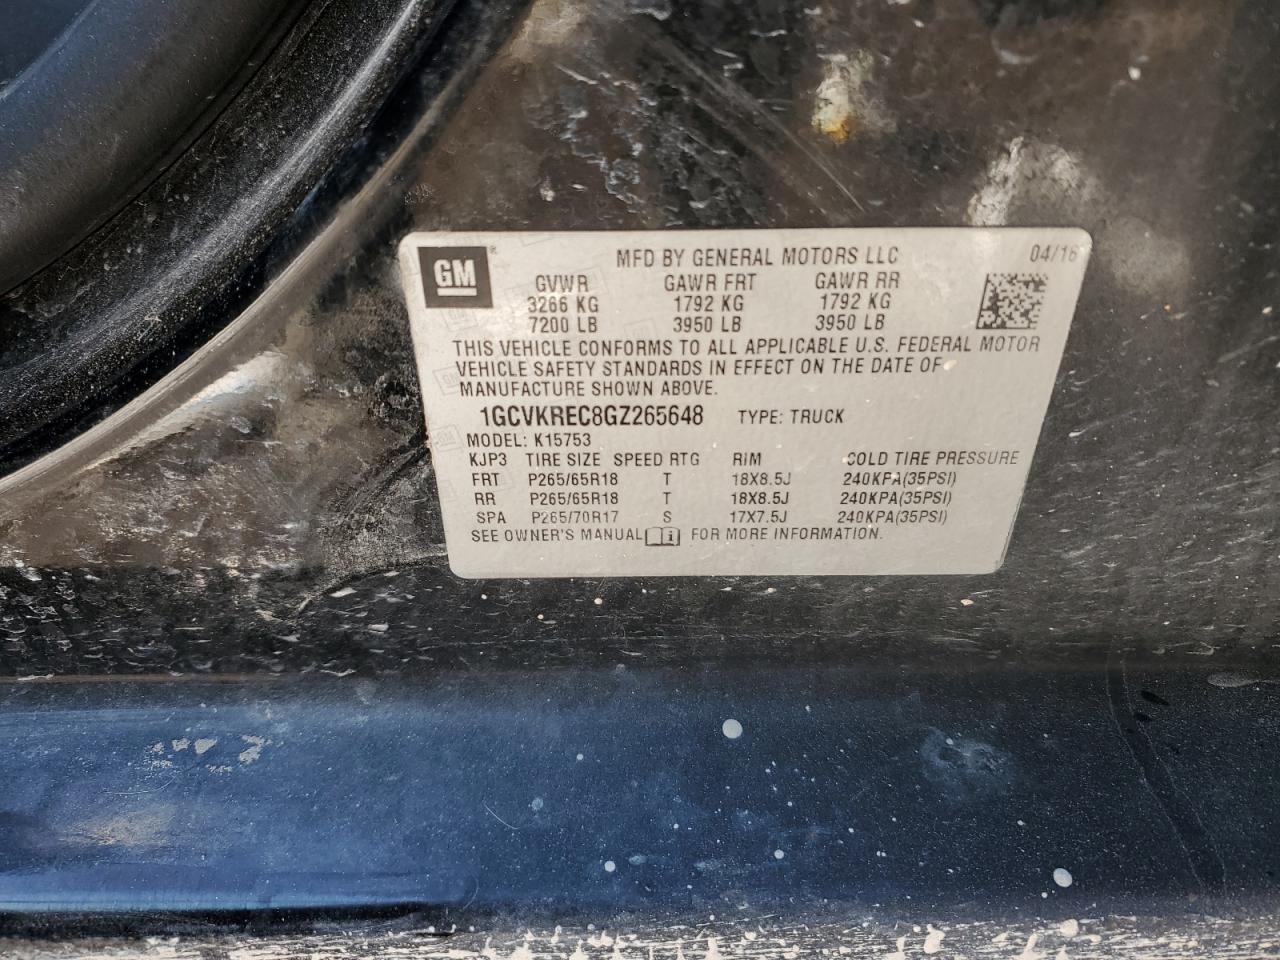 GM®
MFD BY GENERAL MOTORS LLC 04/16
GVWR GAWR FRT GAWR RR
3266 KG 1792 KG 1792 KG
7200 LB 3950 LB 3950 LB
THIS VEHICLE CONFORMS TO ALL APPLICABLE U.S. FEDERAL MOTOR
VEHICLE SAFETY STANDARDS IN EFFECT ON THE DATE OF
MANUFACTURE SHOWN ABOVE.
1GCVKREC8GZ265648 TYPE: TRUCK
MODEL: K15753
KJP3 TIRE SIZE SPEED RTG RIM COLD TIRE PRESSURE
FRT P265/65R18 T 18X8.5J 240KPA(35PSI)
RR P265/65R18 T 18X8.5J 240KPA(35PSI)
SPA P265/70R17 S 17X7.5J 240KPA(35PSI)
SEE OWNER'S MANUAL i FOR MORE INFORMATION.